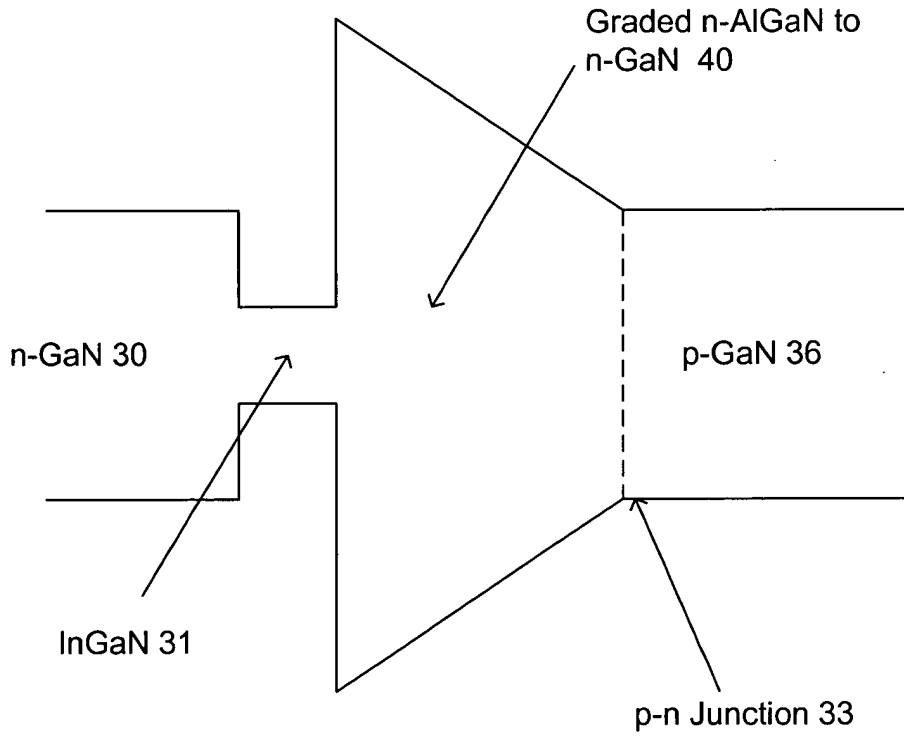 Graded n-AlGaN to
n-GaN 40
n-GaN 30
p-GaN 36
InGaN 31
p-n Junction 33